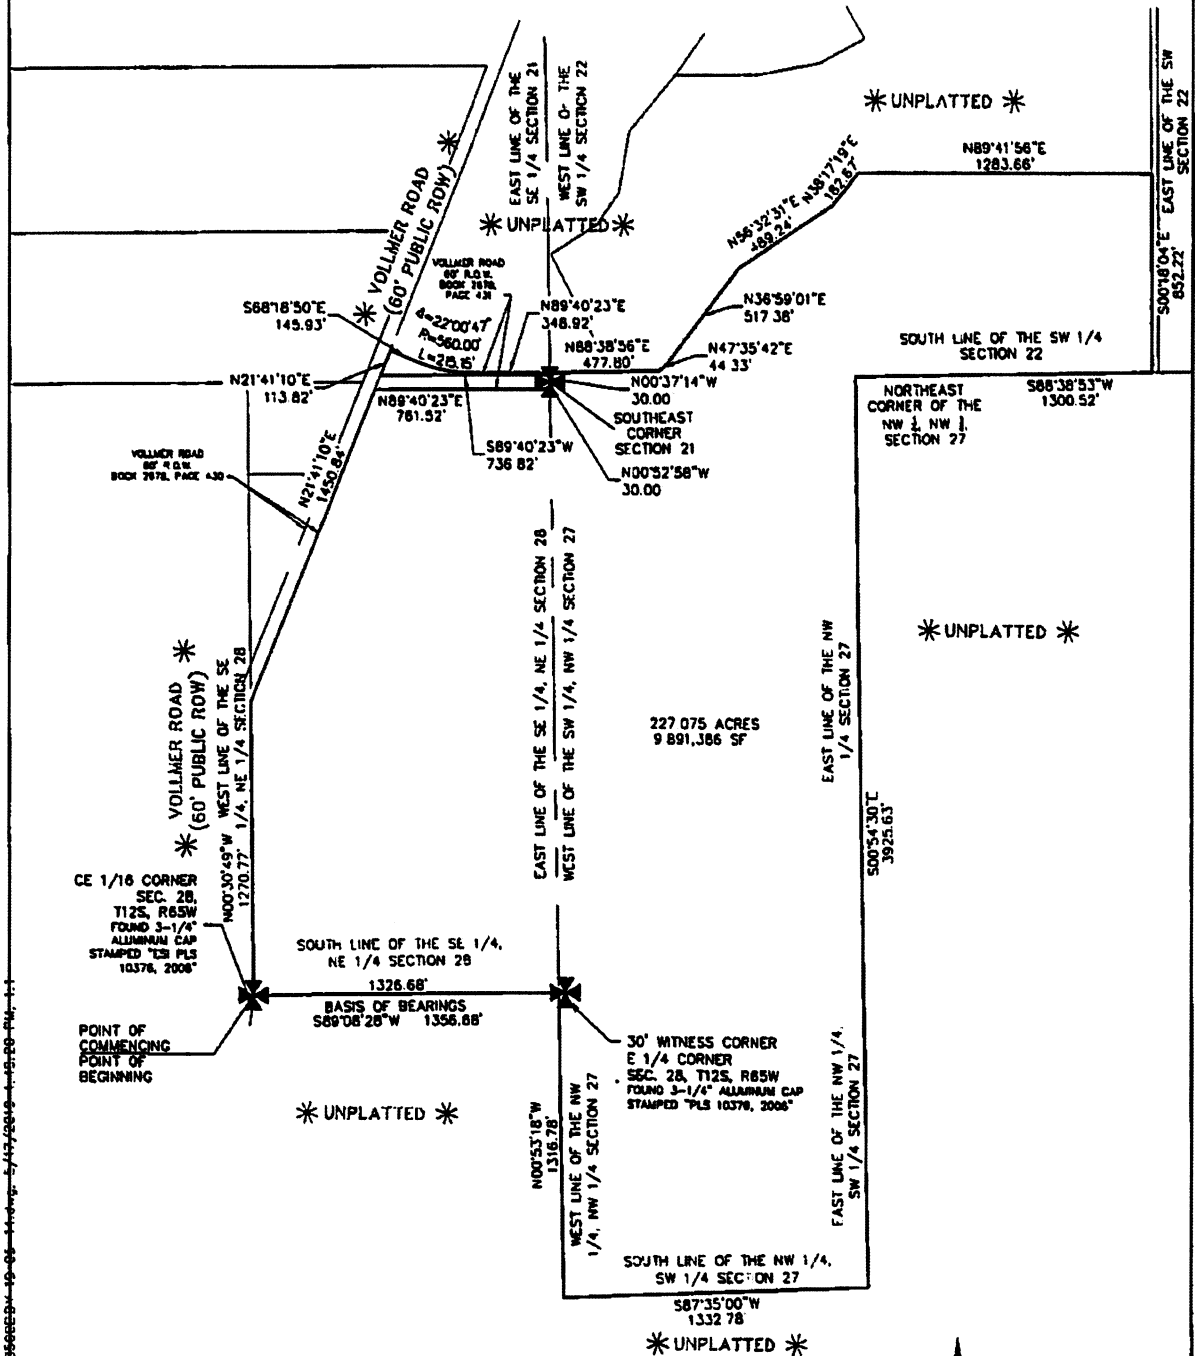 EAST LINE OF THE
SE 1/4 SECTION 21
WEST LINE O- THE
SW 1/4 SECTION 22
UNPLATTED
N89°41'56"E
1283.66'
EAST LINE OF THE SW
SECTION 22
S00°18'04"E
852.22'
VOLLMER ROAD
(60' PUBLIC ROW)
UNPLATTED
N38°17'19"E
182.67'
N56°32'31"E
489.24'
VOLLMER ROAD
60' R.O.W.
BOOK 2678,
PAGE 431
S68°18'50"E
145.93'
Δ=22°00'47"
R=560.00'
L=215.15'
N89°40'23"E
348.92'
N36°59'01"E
517.38'
N88°38'56"E
477.80'
N47°35'42"E
44 33'
SOUTH LINE OF THE SW 1/4
SECTION 22
N21°41'10"E
113.82'
N89°40'23"E
761.52'
N00°37'14"W
30.00
SOUTHEAST
CORNER
SECTION 21
NORTHEAST
CORNER OF THE
NW ¼, NW ¼,
SECTION 27
S88°38'53"W
1300.52'
VOLLMER ROAD
60' R.O.W.
BOOK 2678, PAGE 430
N21°41'10"E
1450.84'
S89°40'23"W
736 82'
N00°52'58"W
30.00
EAST LINE OF THE SE 1/4, NE 1/4 SECTION 28
WEST LINE OF THE SW 1/4, NW 1/4 SECTION 27
UNPLATTED
EAST LINE OF THE NW
1/4 SECTION 27
VOLLMER ROAD
(60' PUBLIC ROW)
WEST LINE OF THE SE
1/4, NE 1/4 SECTION 28
N00°30'49"W
1270.77'
227 075 ACRES
9 891,386 SF
S00°54'30"E
3925.63'
CE 1/16 CORNER
SEC. 28,
T12S, R65W
FOUND 3-1/4"
ALUMINUM CAP
STAMPED "ESI PLS
10376, 2006"
SOUTH LINE OF THE SE 1/4,
NE 1/4 SECTION 28
1326.68'
BASIS OF BEARINGS
S89°08'28"W 1356.68'
POINT OF
COMMENCING
POINT OF
BEGINNING
30' WITNESS CORNER
E 1/4 CORNER
SEC. 28, T12S, R65W
FOUND 3-1/4" ALUMINUM CAP
STAMPED "PLS 10376, 2006"
UNPLATTED
N00°53'18"W
1316.78'
WEST LINE OF THE NW
1/4, NW 1/4 SECTION 27
EAST LINE OF THE NW 1/4,
SW 1/4 SECTION 27
SOUTH LINE OF THE NW 1/4,
SW 1/4 SECTION 27
S87°35'00"W
1332 78'
UNPLATTED